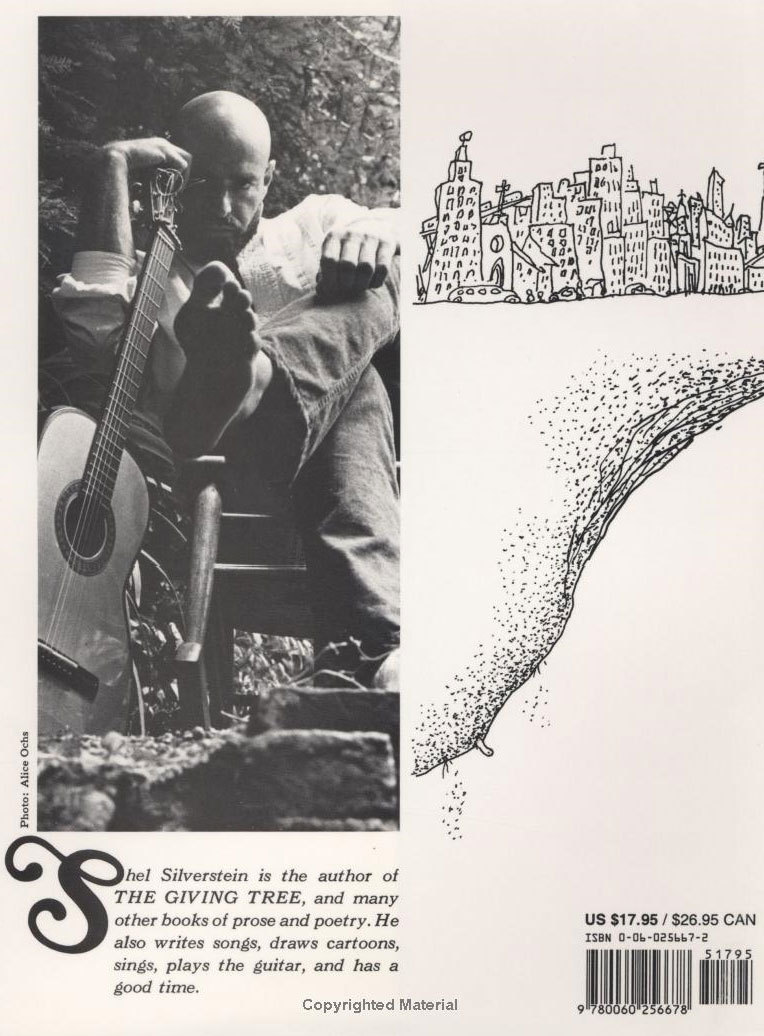 Photo: Alice Ochs
Shel Silverstein is the author of
THE GIVING TREE, and many
other books of prose and poetry. He
also writes songs, draws cartoons,
sings, plays the guitar, and has a
good time.
US $17.95 / $26.95 CAN
ISBN 0-06-025667-2
51795
9 780060 256678
Copyrighted Material